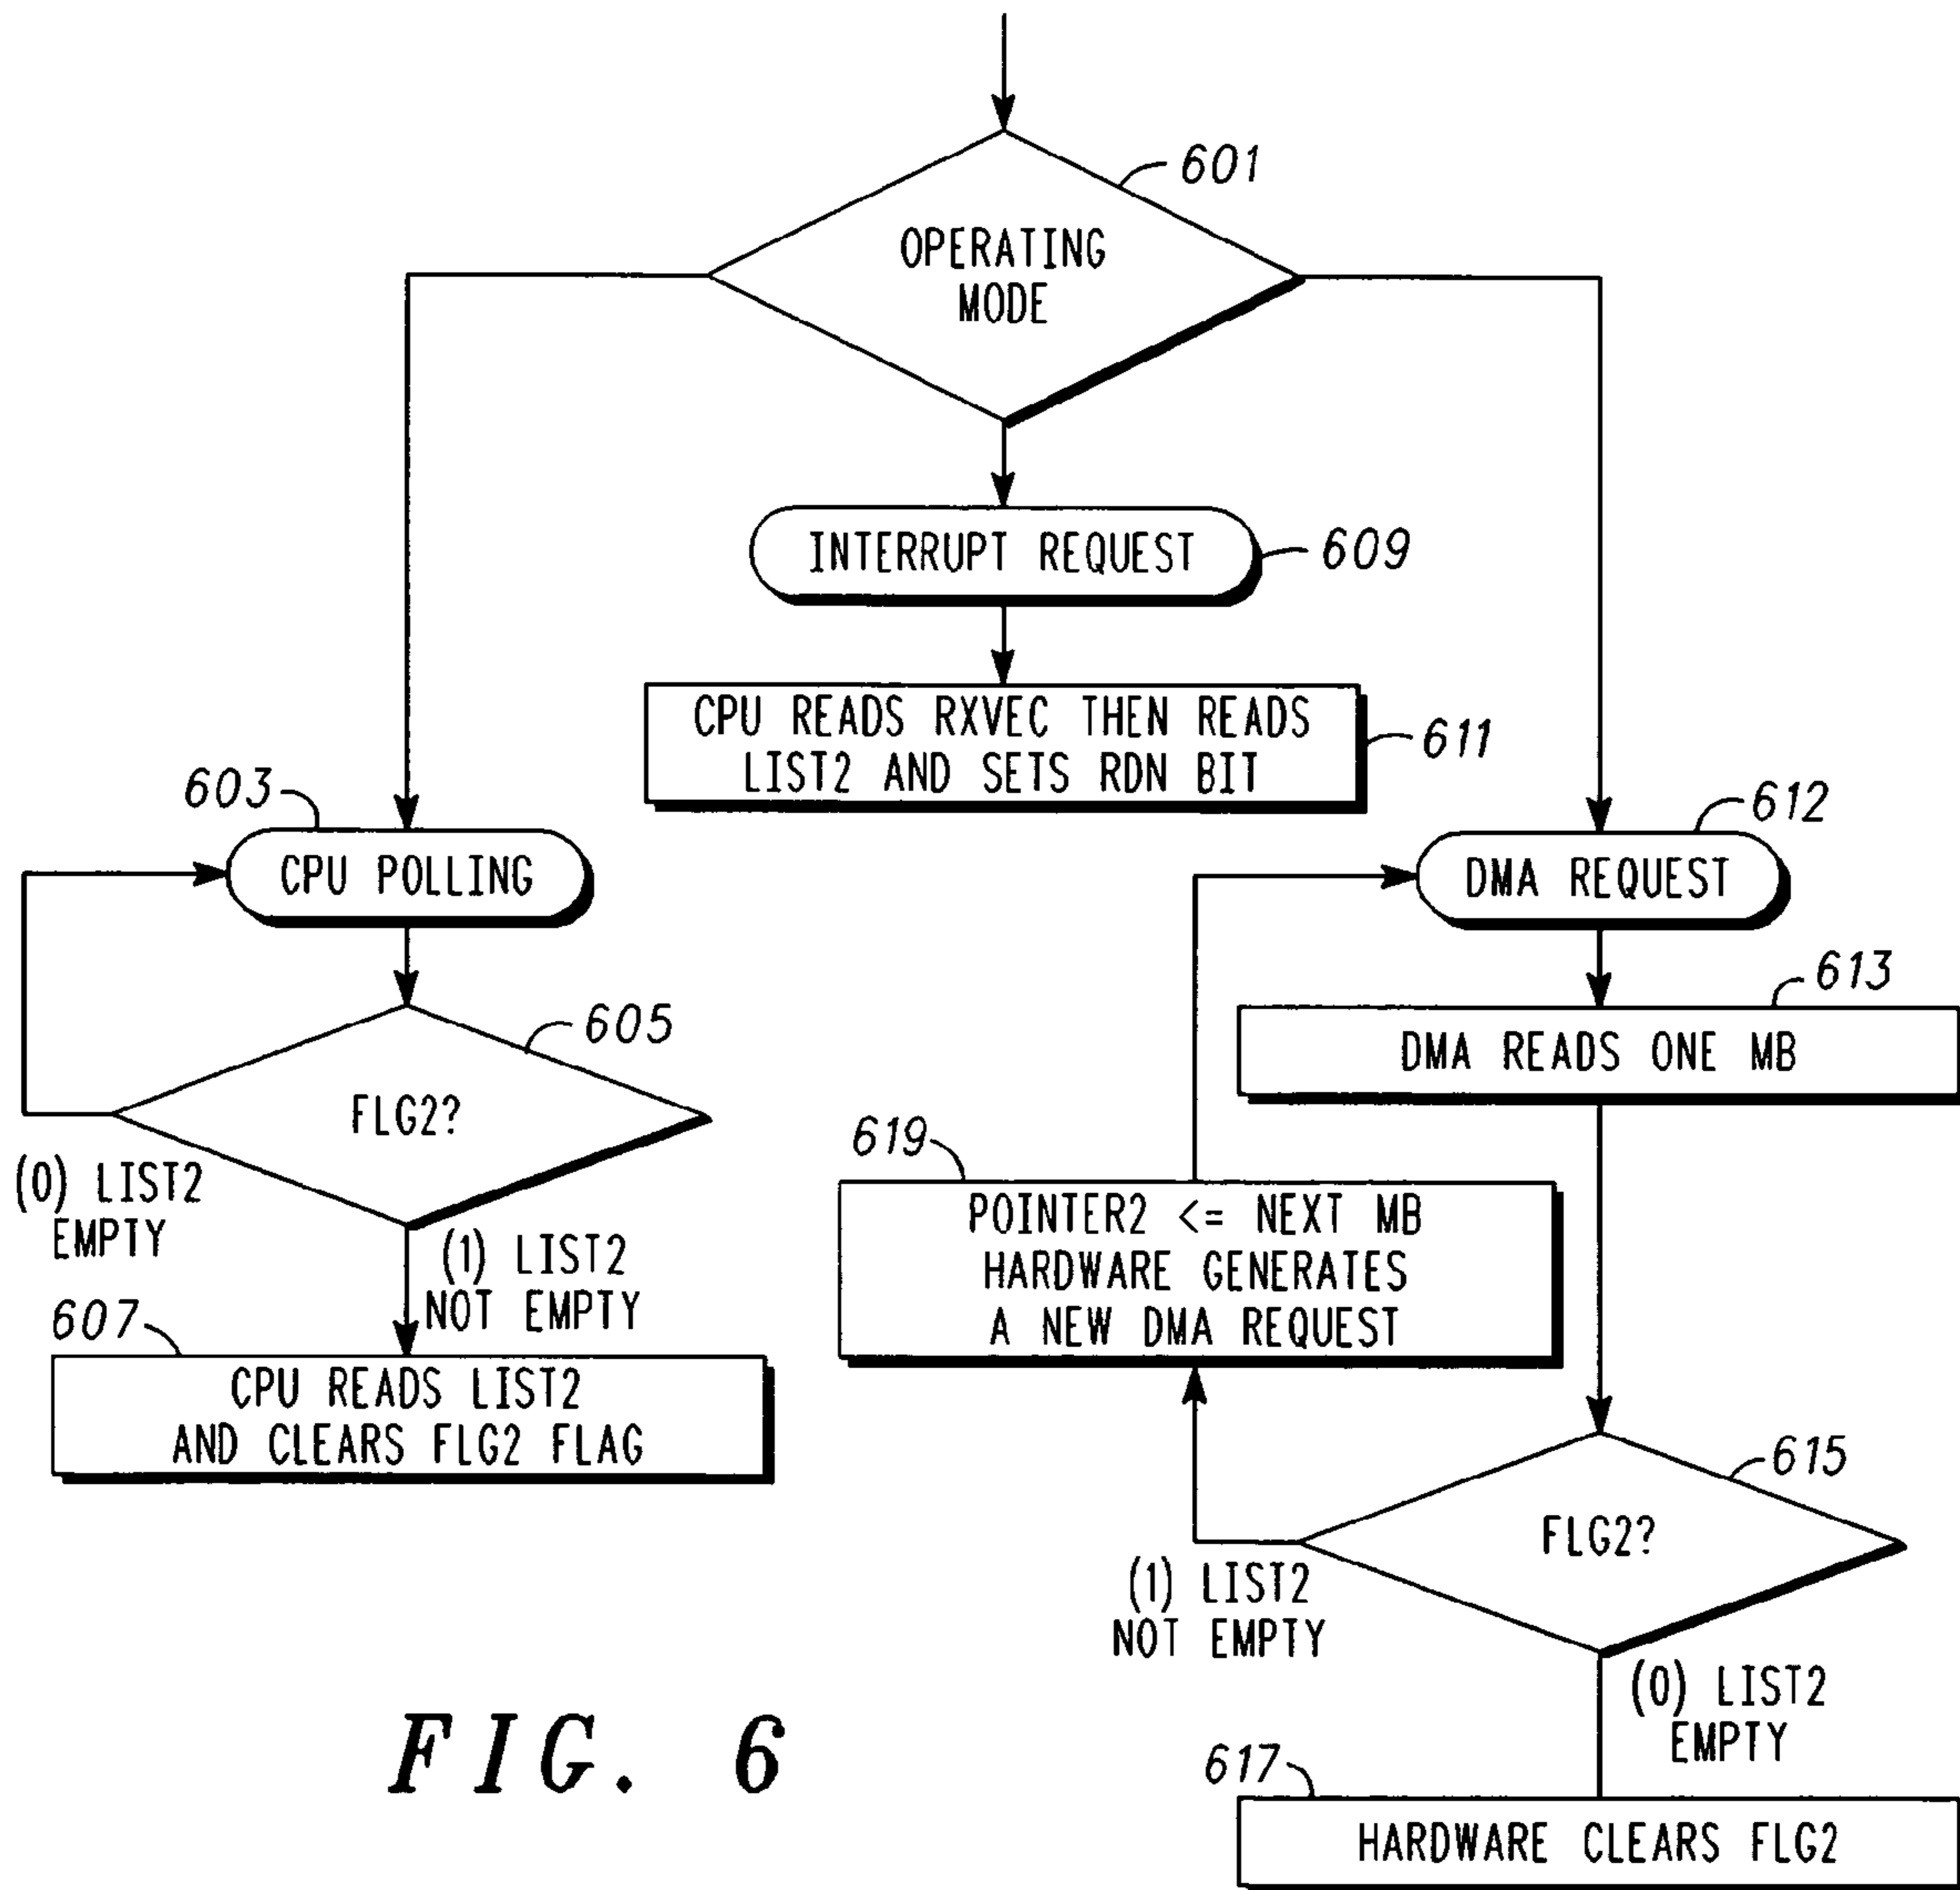 601
OPERATING
MODE
INTERRUPT REQUEST
609
CPU READS RXVEC THEN READS
LIST2 AND SETS RDN BIT
611
603
CPU POLLING
612
DMA REQUEST
613
DMA READS ONE MB
605
FLG2?
(0) LIST2
EMPTY
(1) LIST2
NOT EMPTY
607
CPU READS LIST2
AND CLEARS FLG2 FLAG
619
POINTER2 <= NEXT MB
HARDWARE GENERATES
A NEW DMA REQUEST
615
FLG2?
(1) LIST2
NOT EMPTY
(0) LIST2
EMPTY
617
HARDWARE CLEARS FLG2
FIG. 6